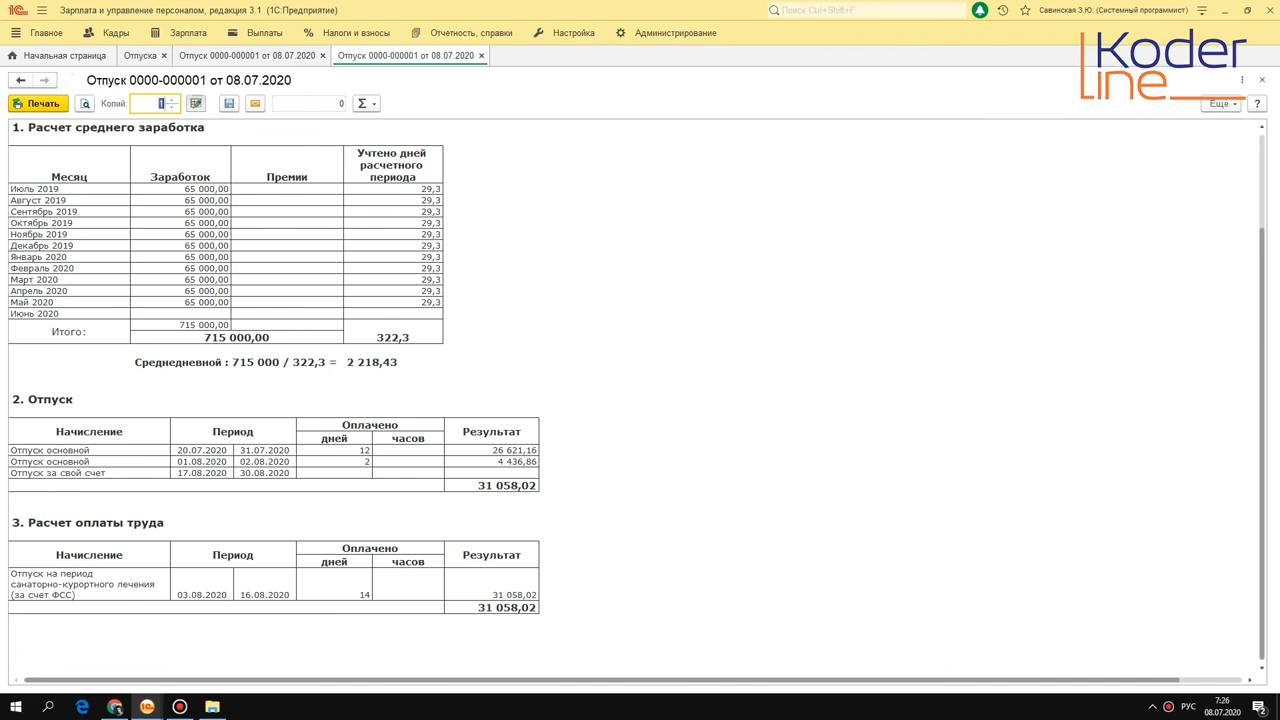 Зарплата и управление персоналом, редакция 3.1 (1С:Предприятие)
Поиск Ctrl+Shift+F
Савинская З.Ю. (Системный программист)
Главное Кадры Зарплата Выплаты Налоги и взносы Отчетность, справки Настройка Администрирование
Koder
line
Начальная страница Отпуска × Отпуск 0000-000001 от 08.07.2020 × Отпуск 0000-000001 от 08.07.2020 ×
Отпуск 0000-000001 от 08.07.2020
Печать Копий: 1 0 Σ Еще ?
1. Расчет среднего заработка
Месяц Заработок Премии Учтено дней расчетного периода
Июль 2019 65 000,00 29,3
Август 2019 65 000,00 29,3
Сентябрь 2019 65 000,00 29,3
Октябрь 2019 65 000,00 29,3
Ноябрь 2019 65 000,00 29,3
Декабрь 2019 65 000,00 29,3
Январь 2020 65 000,00 29,3
Февраль 2020 65 000,00 29,3
Март 2020 65 000,00 29,3
Апрель 2020 65 000,00 29,3
Май 2020 65 000,00 29,3
Июнь 2020
Итого: 715 000,00
715 000,00 322,3
Среднедневной : 715 000 / 322,3 = 2 218,43
2. Отпуск
Начисление Период Оплачено Результат
дней часов
Отпуск основной 20.07.2020 31.07.2020 12 26 621,16
Отпуск основной 01.08.2020 02.08.2020 2 4 436,86
Отпуск за свой счет 17.08.2020 30.08.2020
31 058,02
3. Расчет оплаты труда
Начисление Период Оплачено Результат
дней часов
Отпуск на период
санаторно-курортного лечения
(за счет ФСС) 03.08.2020 16.08.2020 14 31 058,02
31 058,02
РУС
7:26
08.07.2020
2